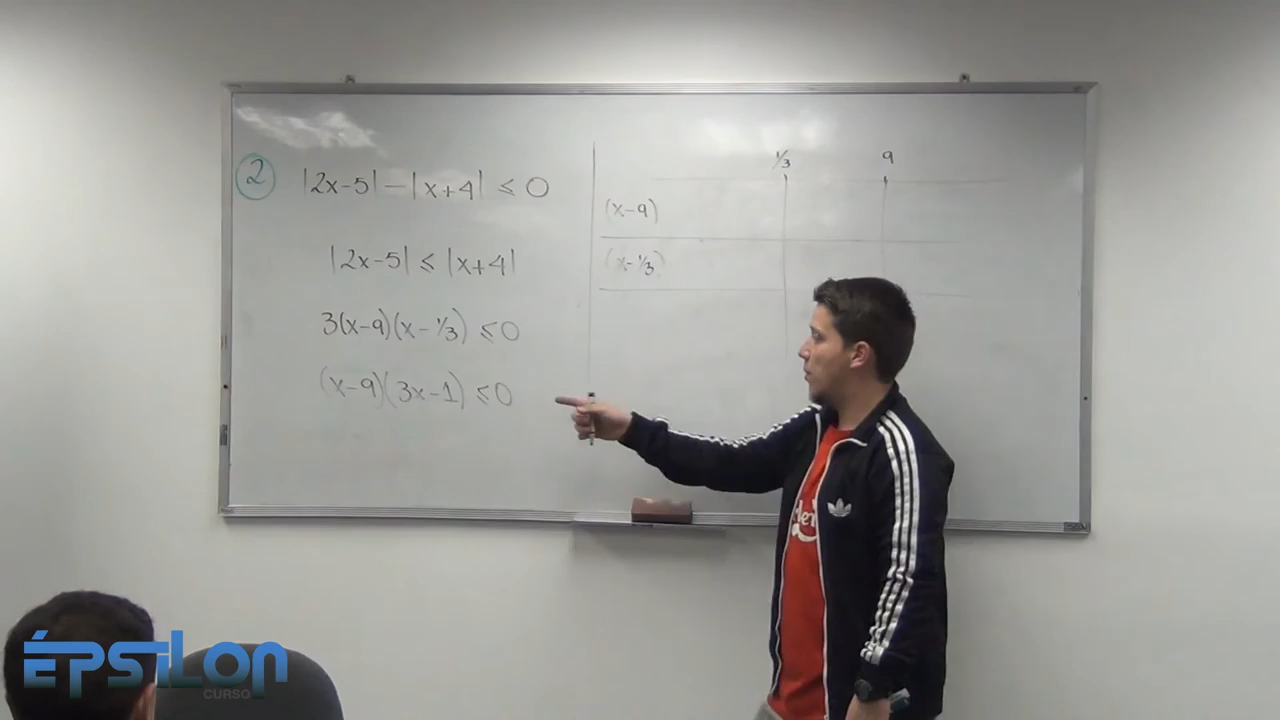 2 |2x-5| - |x+4| ≤ 0
|2x-5| ≤ |x+4|
3(x-9)(x-1/3) ≤ 0
(x-9)(3x-1) ≤ 0
1/3 9
(x-9)
(x-1/3)
ÉPSILON
CURSO